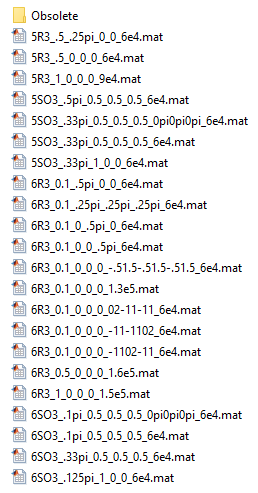 Obsolete
5R3_.5_.25pi_0_0_6e4.mat
5R3_.5_0_0_0_6e4.mat
5R3_1_0_0_0_9e4.mat
5SO3_.5pi_0.5_0.5_0.5_6e4.mat
5SO3_.33pi_0.5_0.5_0.5_0pi0pi0pi_6e4.mat
5SO3_.33pi_0.5_0.5_0.5_6e4.mat
5SO3_.33pi_1_0_0_6e4.mat
6R3_0.1_.5pi_0_0_6e4.mat
6R3_0.1_.25pi_.25pi_.25pi_6e4.mat
6R3_0.1_0_.5pi_0_6e4.mat
6R3_0.1_0_0_.5pi_6e4.mat
6R3_0.1_0_0_0_-.51.5-.51.5-.51.5_6e4.mat
6R3_0.1_0_0_0_1.3e5.mat
6R3_0.1_0_0_0_02-11-11_6e4.mat
6R3_0.1_0_0_0_-11-1102_6e4.mat
6R3_0.1_0_0_0_-1102-11_6e4.mat
6R3_0.5_0_0_0_1.6e5.mat
6R3_1_0_0_0_1.5e5.mat
6SO3_.1pi_0.5_0.5_0.5_0pi0pi0pi_6e4.mat
6SO3_.1pi_0.5_0.5_0.5_6e4.mat
6SO3_.33pi_0.5_0.5_0.5_6e4.mat
6SO3_.125pi_1_0_0_6e4.mat